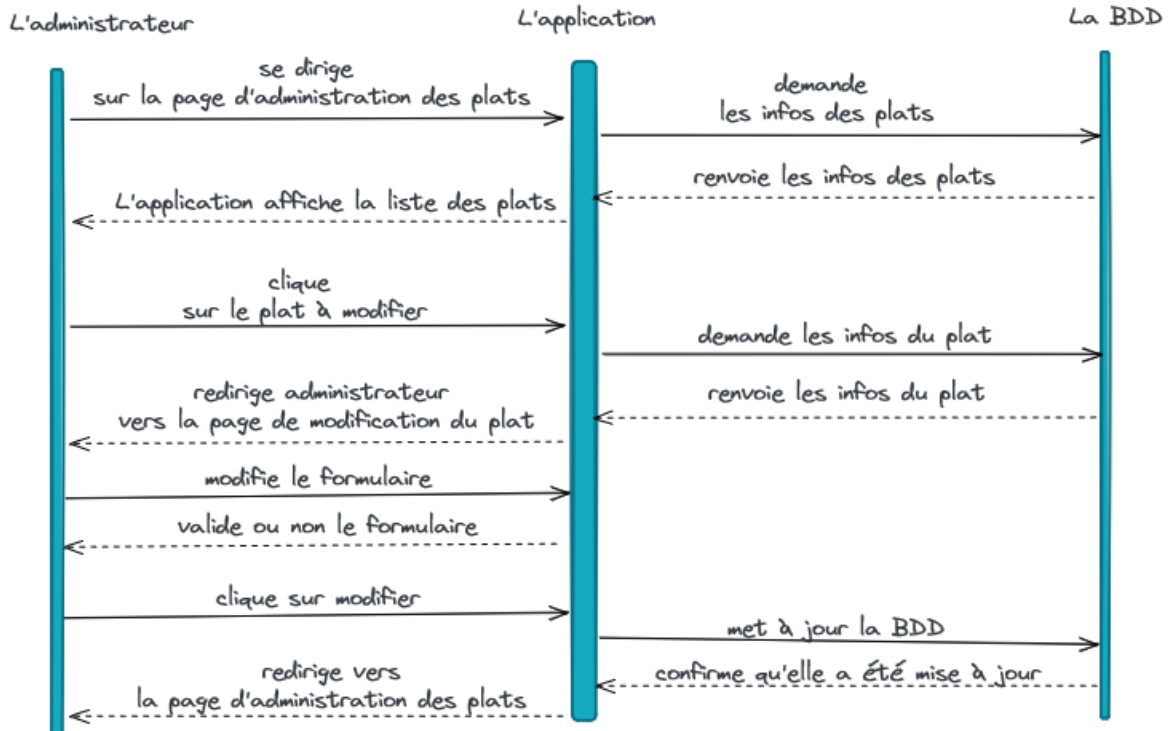 L'administrateur
L'application
La BDD
se dirige
sur la page d'administration des plats
demande
les infos des plats
renvoie les infos des plats
L'application affiche la liste des plats
clique
sur le plat à modifier
demande les infos du plat
redirige administrateur
vers la page de modification du plat
renvoie les infos du plat
modifie le formulaire
valide ou non le formulaire
clique sur modifier
met à jour la BDD
confirme qu'elle a été mise à jour
redirige vers
la page d'administration des plats